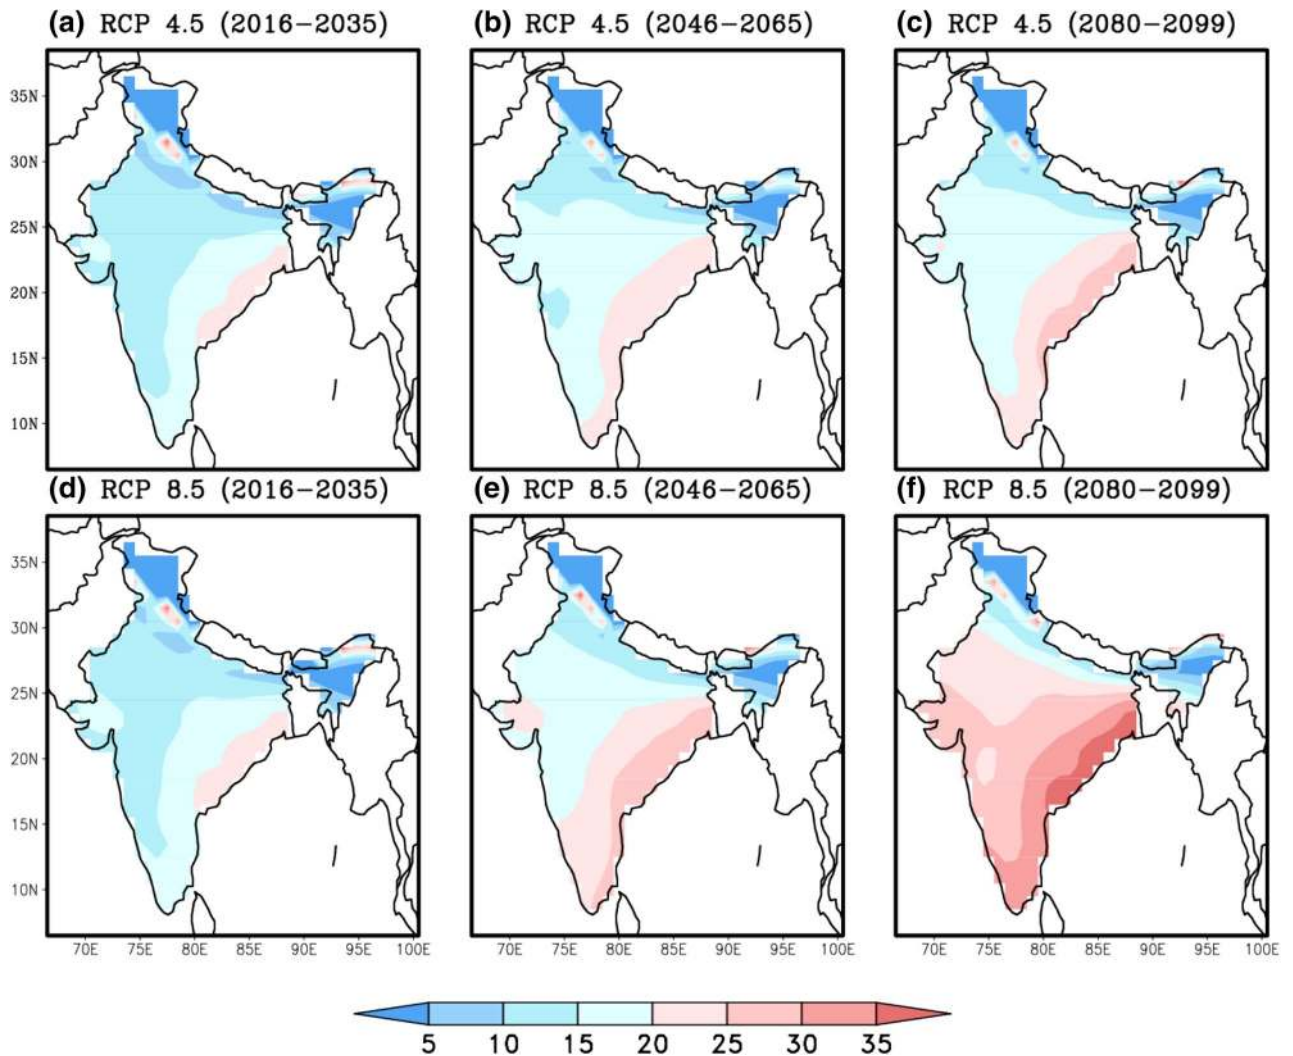 (a) RCP 4.5 (2016−2035)
(b) RCP 4.5 (2046−2065)
(c) RCP 4.5 (2080−2099)
35N
30N
25N
20N
15N
10N
(d) RCP 8.5 (2016−2035)
(e) RCP 8.5 (2046−2065)
(f) RCP 8.5 (2080−2099)
35N
30N
25N
20N
15N
10N
70E 75E 80E 85E 90E 95E 100E
70E 75E 80E 85E 90E 95E 100E
70E 75E 80E 85E 90E 95E 100E
5 10 15 20 25 30 35